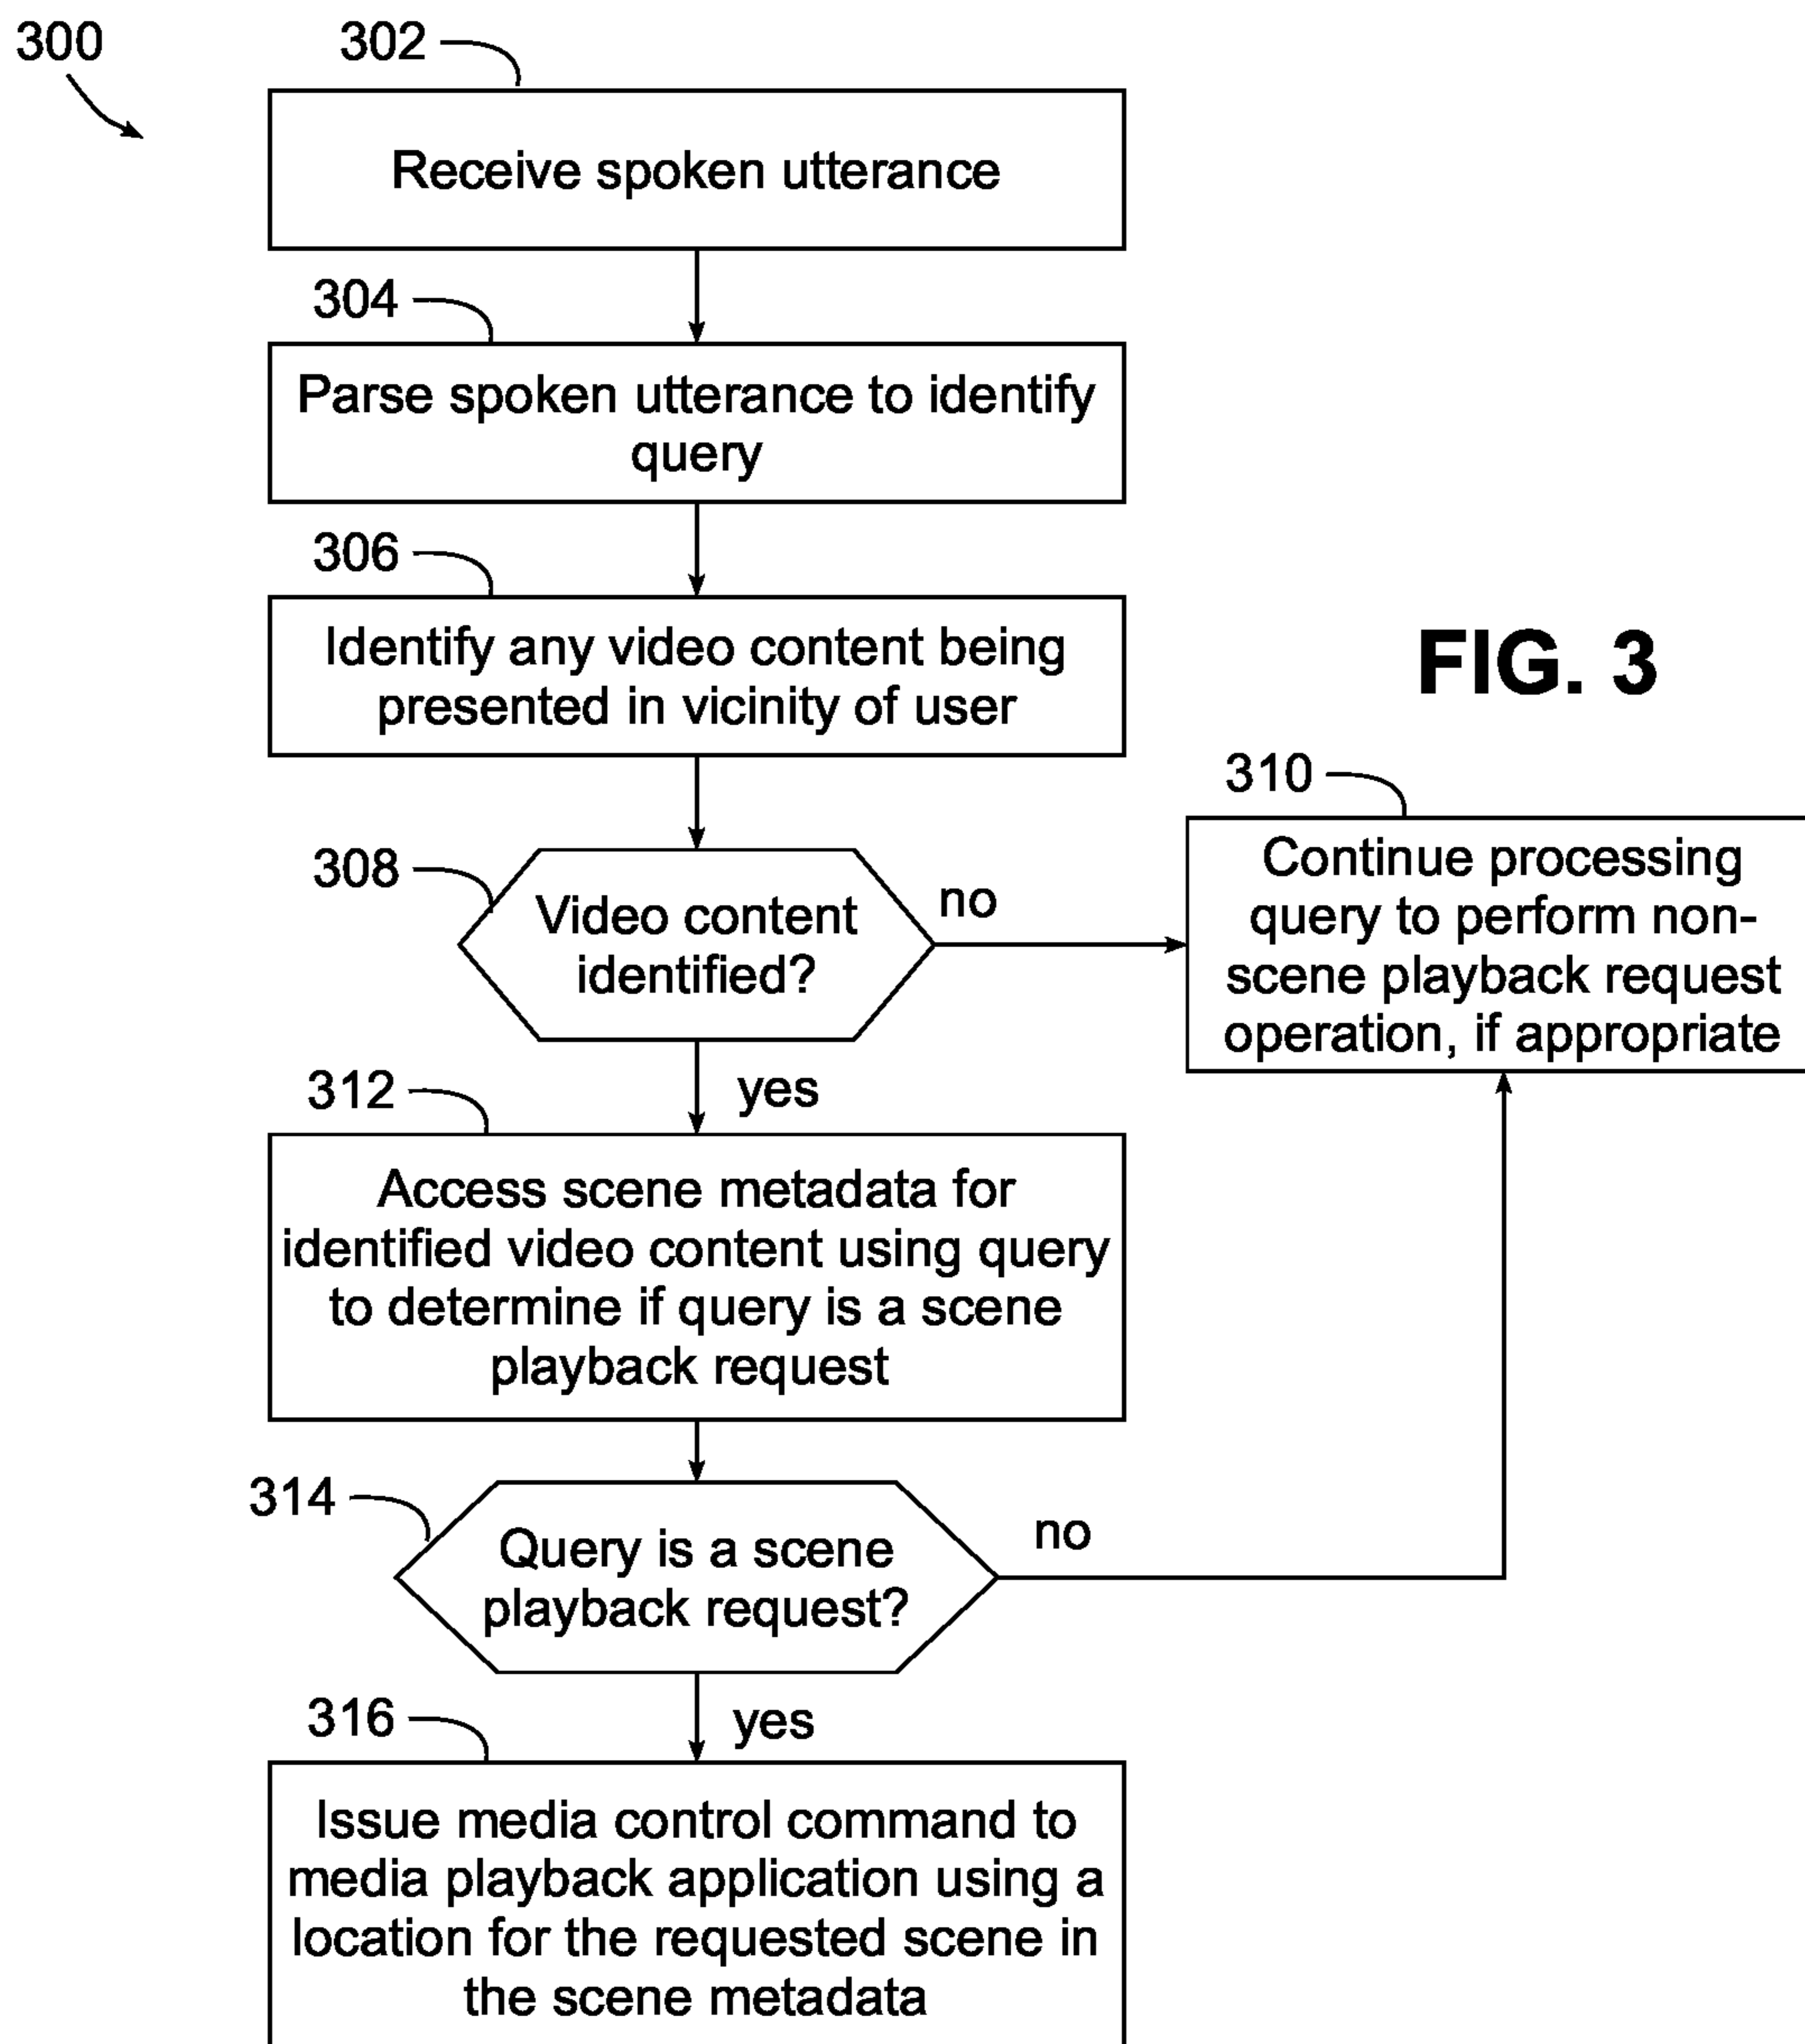 300
302
Receive spoken utterance
304
Parse spoken utterance to identify
query
306
Identify any video content being
presented in vicinity of user
FIG. 3
308
Video content
identified?
no
310
Continue processing
query to perform non-
scene playback request
operation, if appropriate
yes
312
Access scene metadata for
identified video content using query
to determine if query is a scene
playback request
314
Query is a scene
playback request?
no
yes
316
Issue media control command to
media playback application using a
location for the requested scene in
the scene metadata